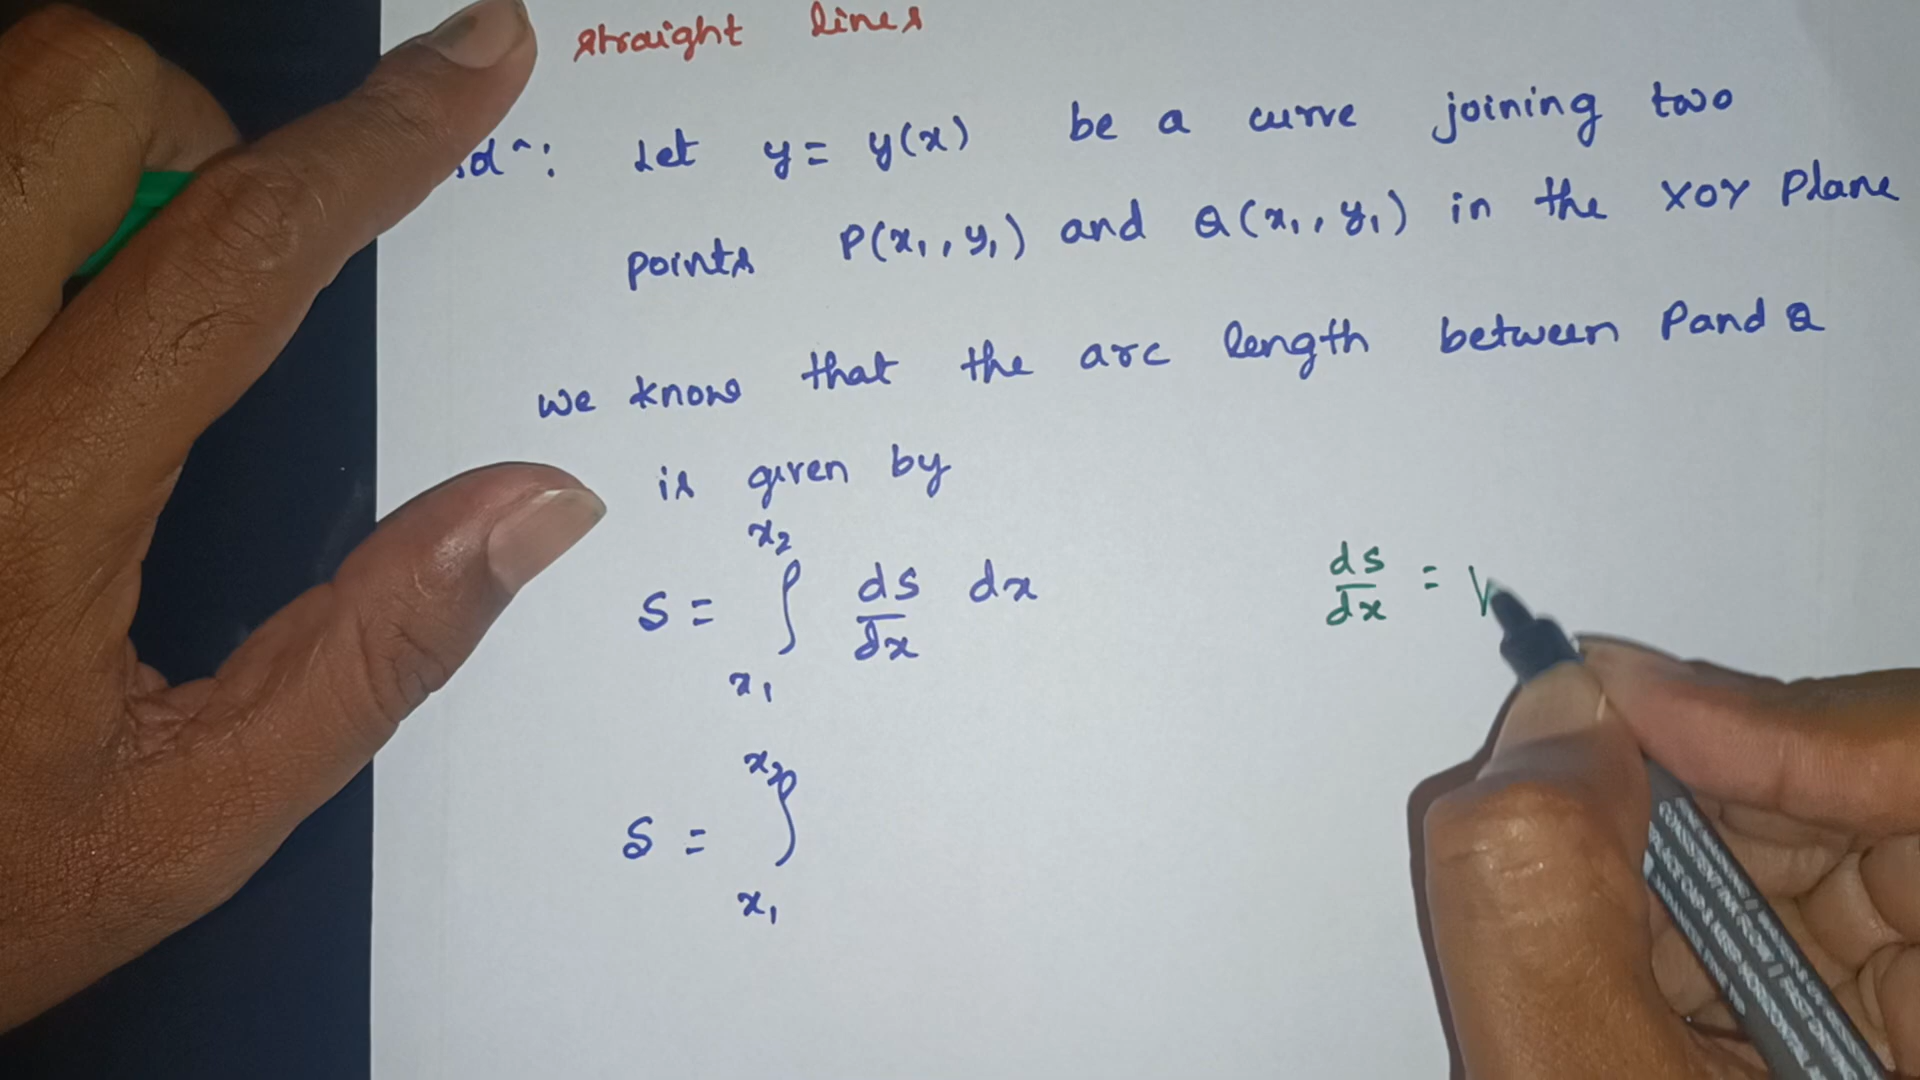 straight lines
Let y = y(x) be a curve joining two
points P(x₁, y₁) and Q(x₁, y₁) in the XOY Plane
we know that the arc length between P and Q
is given by
S = ∫_{x₁}^{x₂} ds/dx dx
ds/dx = √
S = ∫_{x₁}^{x₂}